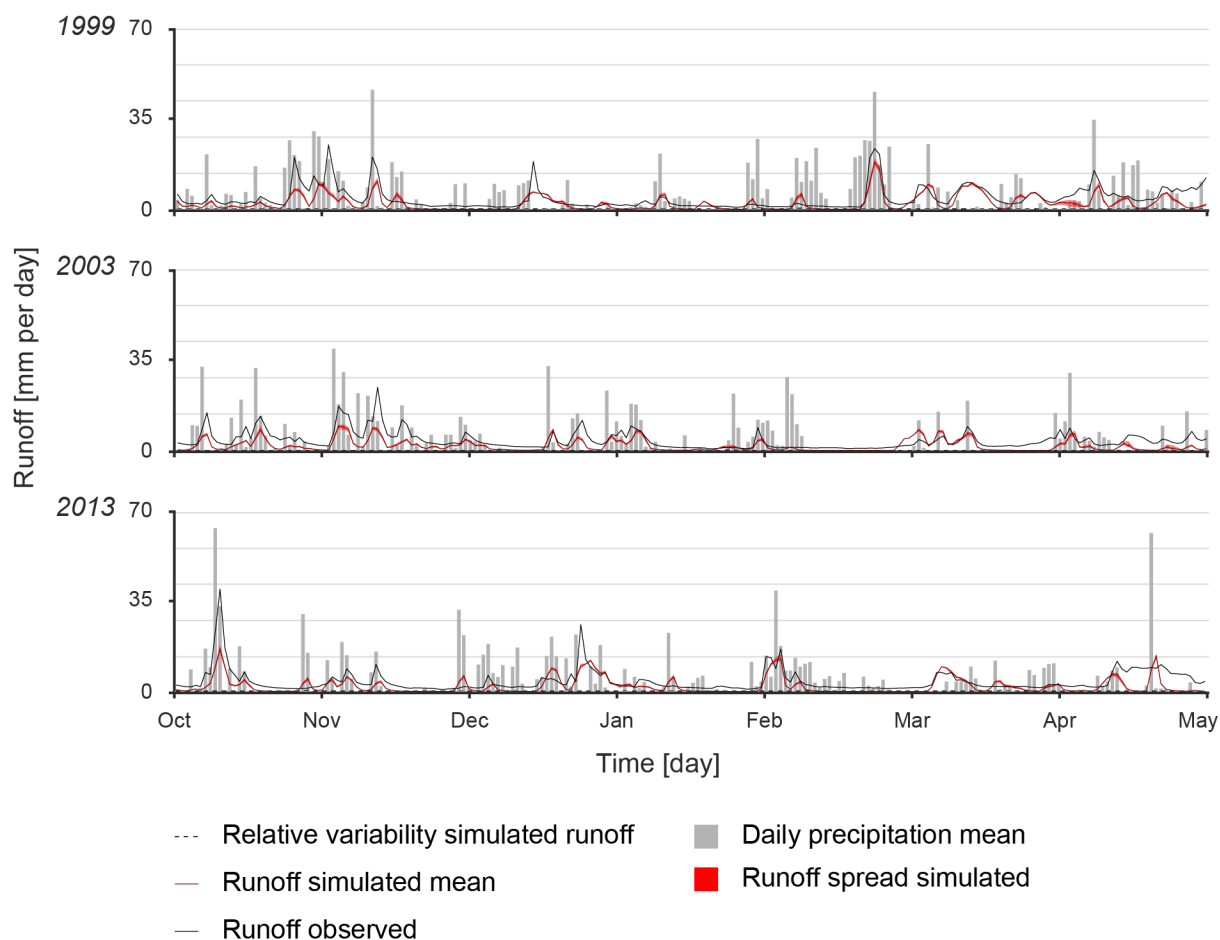 1999 70
35
0
2003 70
35
0
Runoff [mm per day]
2013 70
35
0
Oct Nov Dec Jan Feb Mar Apr May
Time [day]
Relative variability simulated runoff Daily precipitation mean
Runoff simulated mean Runoff spread simulated
Runoff observed